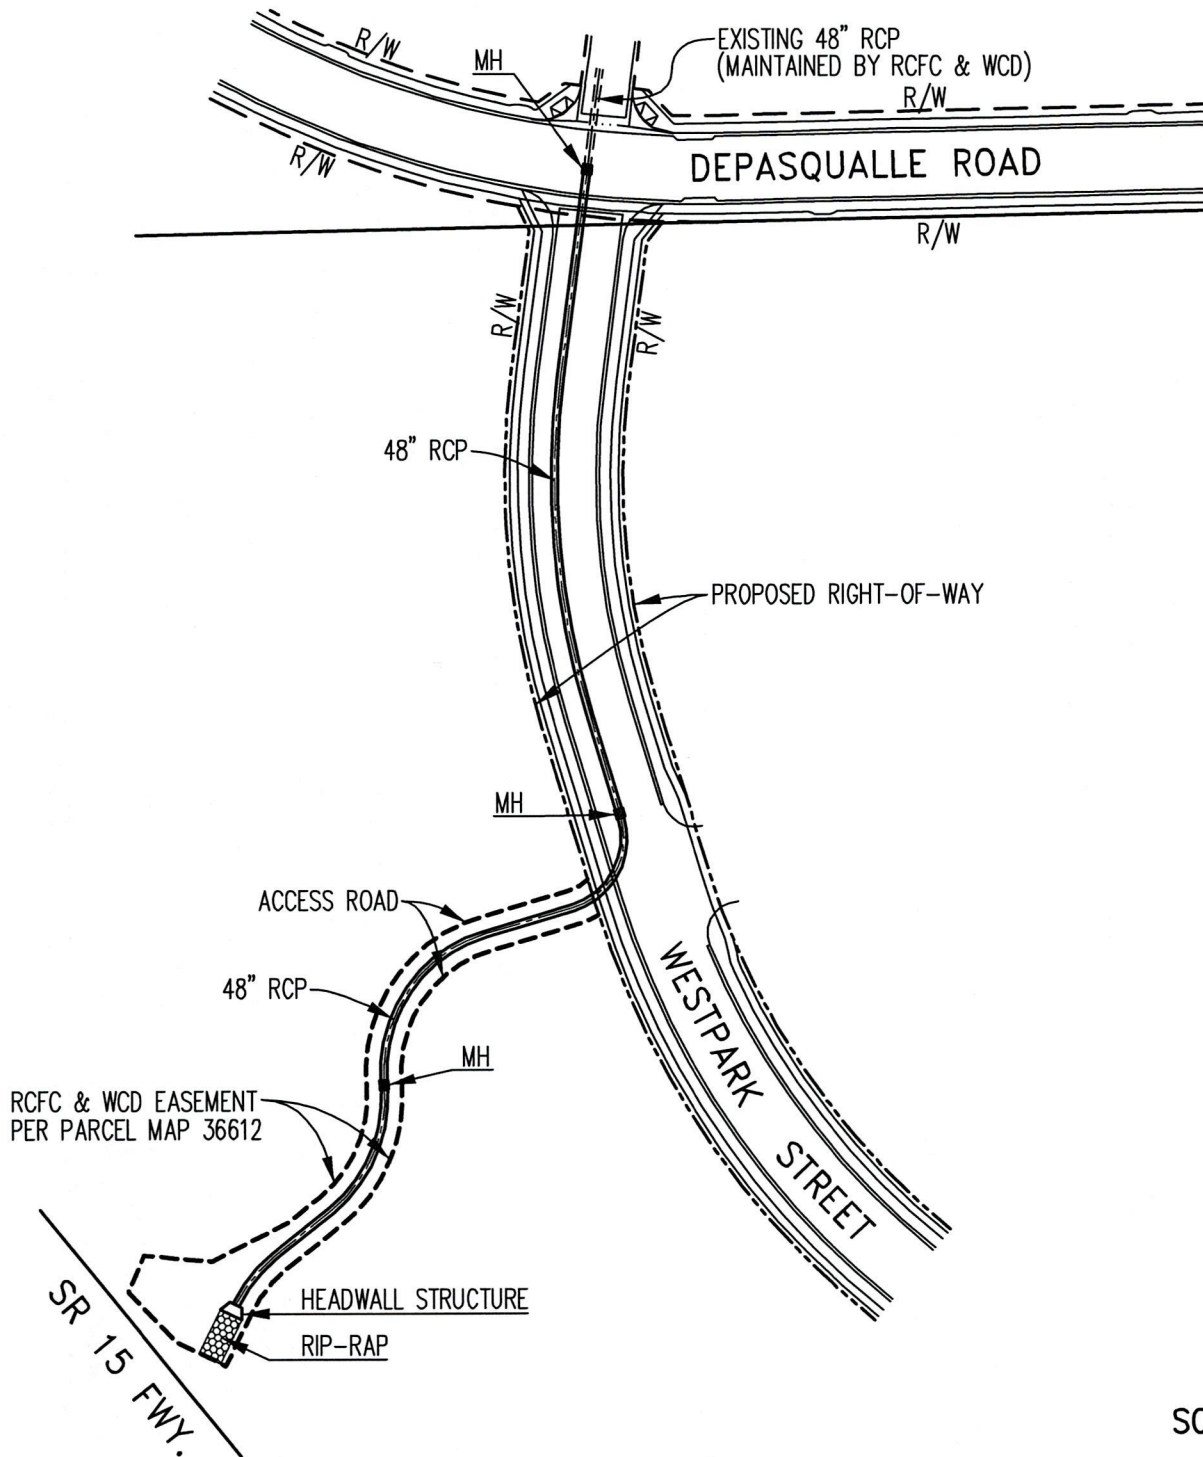 R/W
MH
EXISTING 48" RCP
(MAINTAINED BY RCFC & WCD)
R/W
R/W
DEPASQUALLE ROAD
R/W
R/W
R/W
48" RCP
PROPOSED RIGHT-OF-WAY
MH
ACCESS ROAD
48" RCP
WESTPARK STREET
MH
RCFC & WCD EASEMENT
PER PARCEL MAP 36612
HEADWALL STRUCTURE
RIP-RAP
SR 15 FWY.